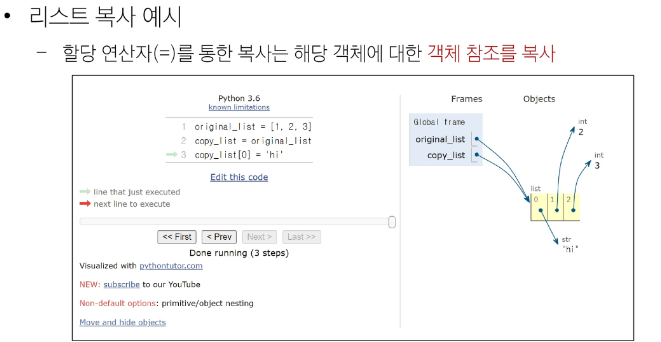 • 리스트 복사 예시
– 할당 연산자(=)를 통한 복사는 해당 객체에 대한 객체 참조를 복사
Python 3.6
known limitations
1 original_list = [1, 2, 3]
2 copy_list = original_list
3 copy_list[0] = 'hi'
Edit this code
line that just executed
next line to execute
<< First
< Prev
Next >
Last >>
Done running (3 steps)
Visualized with pythontutor.com
NEW: subscribe to our YouTube
Non-default options: primitive/object nesting
Move and hide objects
Frames
Objects
Global frame
original_list
copy_list
int
2
int
3
list
0 1 2
str
'hi'